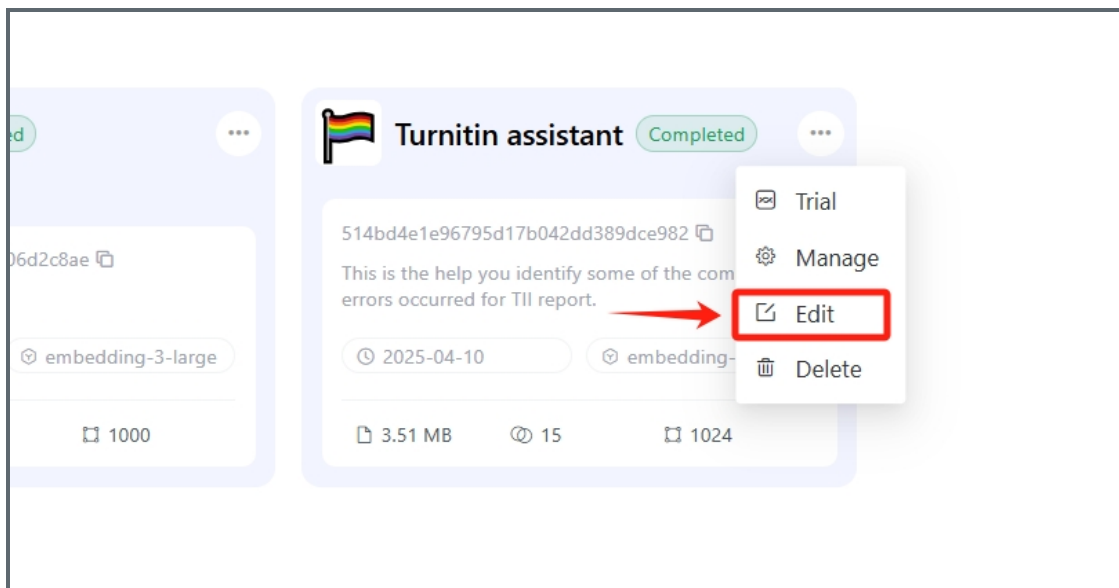 Turnitin assistant Completed
Trial
514bd4e1e96795d17b042dd389dce982
06d2c8ae
Manage
This is the help you identify some of the com
errors occurred for TII report.
Edit
embedding-3-large
2025-04-10
embedding-
Delete
1000
3.51 MB
15
1024